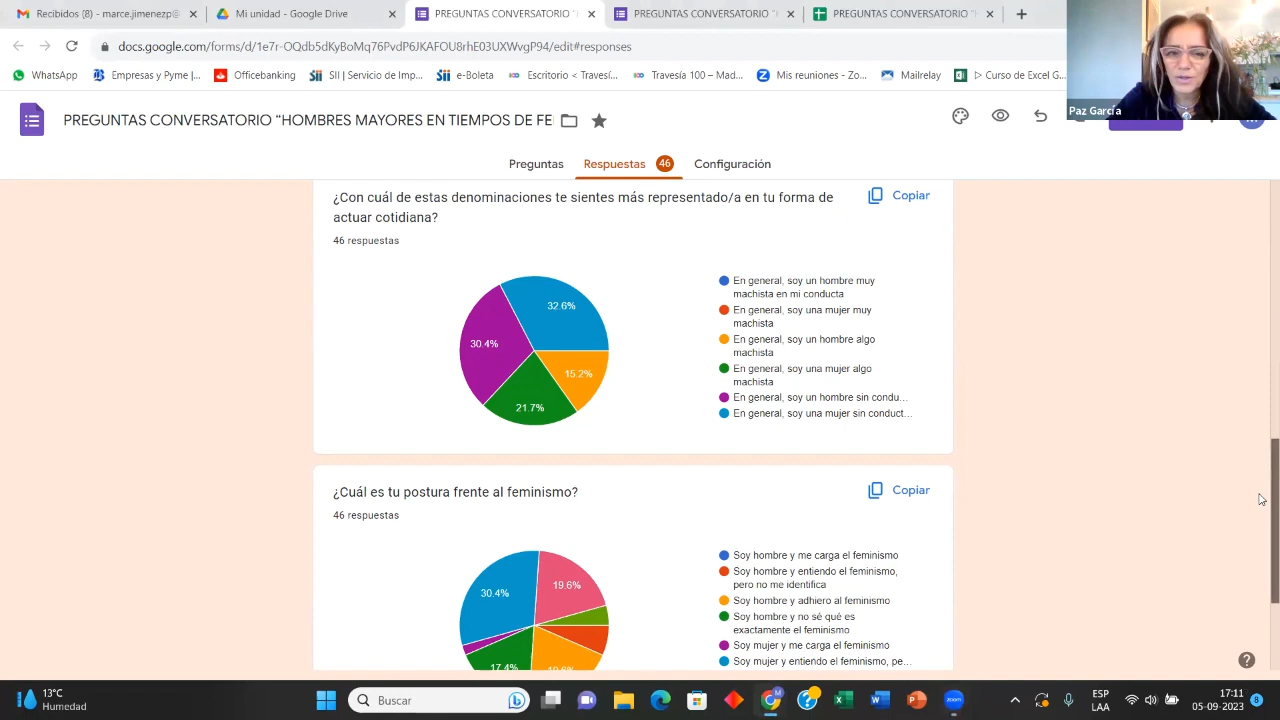 Recibidos (8) - marce.jimenezp@
Mi unidad - Google Drive
PREGUNTAS CONVERSATORIO "
PREGUNTAS CONVERSATORIO "
PREGUNTAS CONVERSATORIO "
docs.google.com/forms/d/1e7r-OQdb5dKyBoMq76PvdP6JKAFOU8rhE03UXWvgP94/edit#responses
WhatsApp
Empresas y Pyme |...
Officebanking
SII | Servicio de Imp...
e-Boleta
Escritorio < Travesí...
Travesía 100 – Mad...
Mis reuniones - Zo...
Mailrelay
▷ Curso de Excel G...
Paz García
PREGUNTAS CONVERSATORIO "HOMBRES MAYORES EN TIEMPOS DE FE
Preguntas
Respuestas 46
Configuración
¿Con cuál de estas denominaciones te sientes más representado/a en tu forma de
actuar cotidiana?
Copiar
46 respuestas
32.6%
30.4%
15.2%
21.7%
En general, soy un hombre muy
machista en mi conducta
En general, soy una mujer muy
machista
En general, soy un hombre algo
machista
En general, soy una mujer algo
machista
En general, soy un hombre sin condu...
En general, soy una mujer sin conduct...
¿Cuál es tu postura frente al feminismo?
Copiar
46 respuestas
19.6%
30.4%
17.4%
19.6%
Soy hombre y me carga el feminismo
Soy hombre y entiendo el feminismo,
pero no me identifica
Soy hombre y adhiero al feminismo
Soy hombre y no sé qué es
exactamente el feminismo
Soy mujer y me carga el feminismo
Soy mujer y entiendo el feminismo, pe...
13°C
Humedad
Buscar
ESP
LAA
17:11
05-09-2023
8